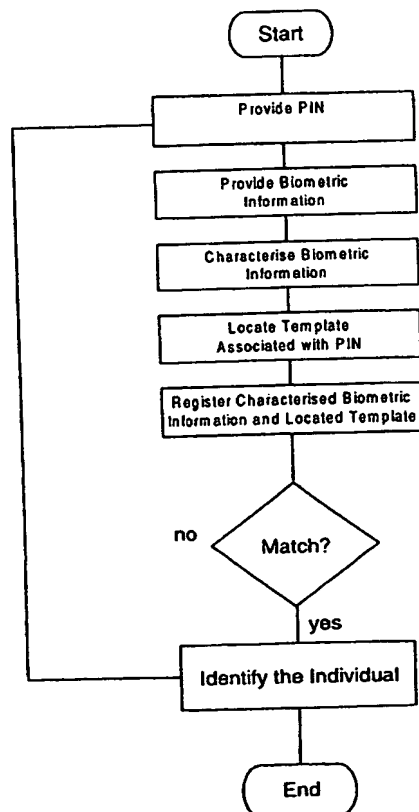 Start
Provide PIN
Provide Biometric
Information
Characterise Biometric
Information
Locate Template
Associated with PIN
Register Characterised Biometric
Information and Located Template
no
Match?
yes
Identify the Individual
End